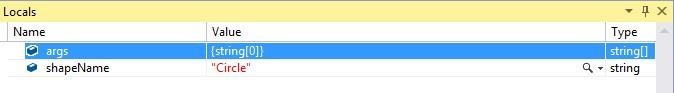 Locals
Name Value Type
args {string[0]} string[]
shapeName "Circle" string